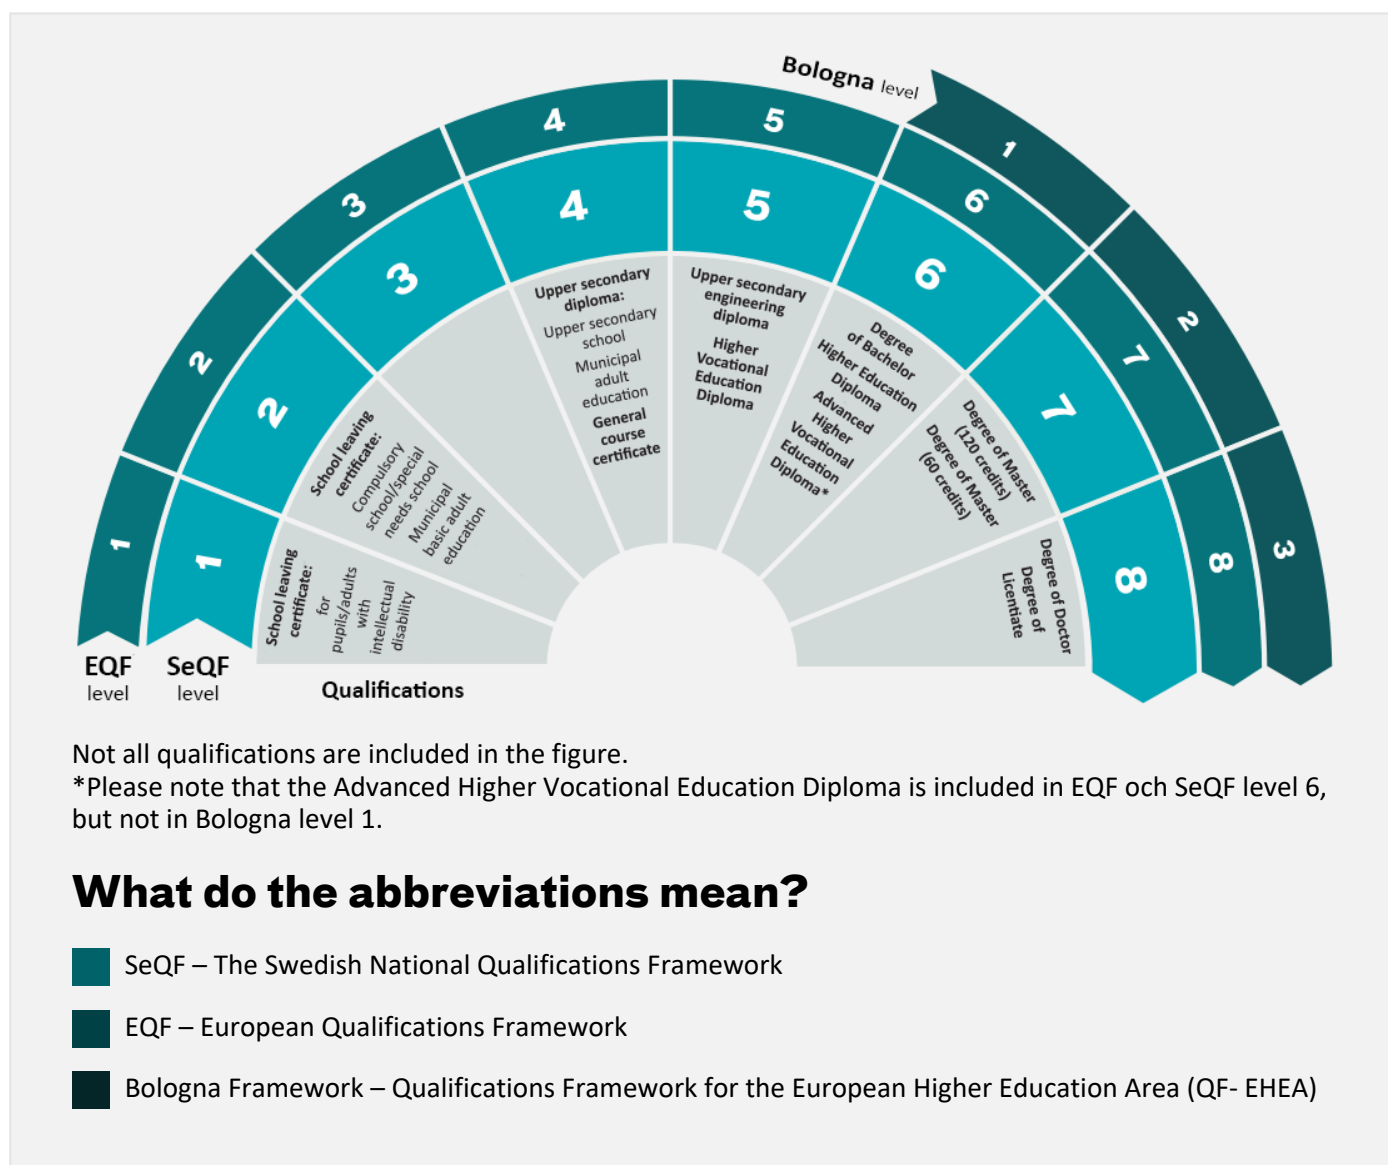 Bologna level
1
2
3
1
2
3
4
5
6
7
8
1
2
3
4
5
6
7
8
School leaving
certificate:
for
pupils/adults
with
intellectual
disability
School leaving
certificate:
Compulsory
school/special
needs school
Municipal
basic adult
education
Upper secondary
diploma:
Upper secondary
school
Municipal
adult
education
General
course
certificate
Upper secondary
engineering
diploma
Higher
Vocational
Education
Diploma
Degree
of Bachelor
Higher Education
Diploma
Advanced
Higher
Vocational
Education
Diploma*
Degree of Master
(120 credits)
Degree of Master
(60 credits)
Degree of Doctor
Degree of
Licentiate
EQF
level
SeQF
level
Qualifications
Not all qualifications are included in the figure.
*Please note that the Advanced Higher Vocational Education Diploma is included in EQF och SeQF level 6,
but not in Bologna level 1.
What do the abbreviations mean?
SeQF – The Swedish National Qualifications Framework
EQF – European Qualifications Framework
Bologna Framework – Qualifications Framework for the European Higher Education Area (QF- EHEA)